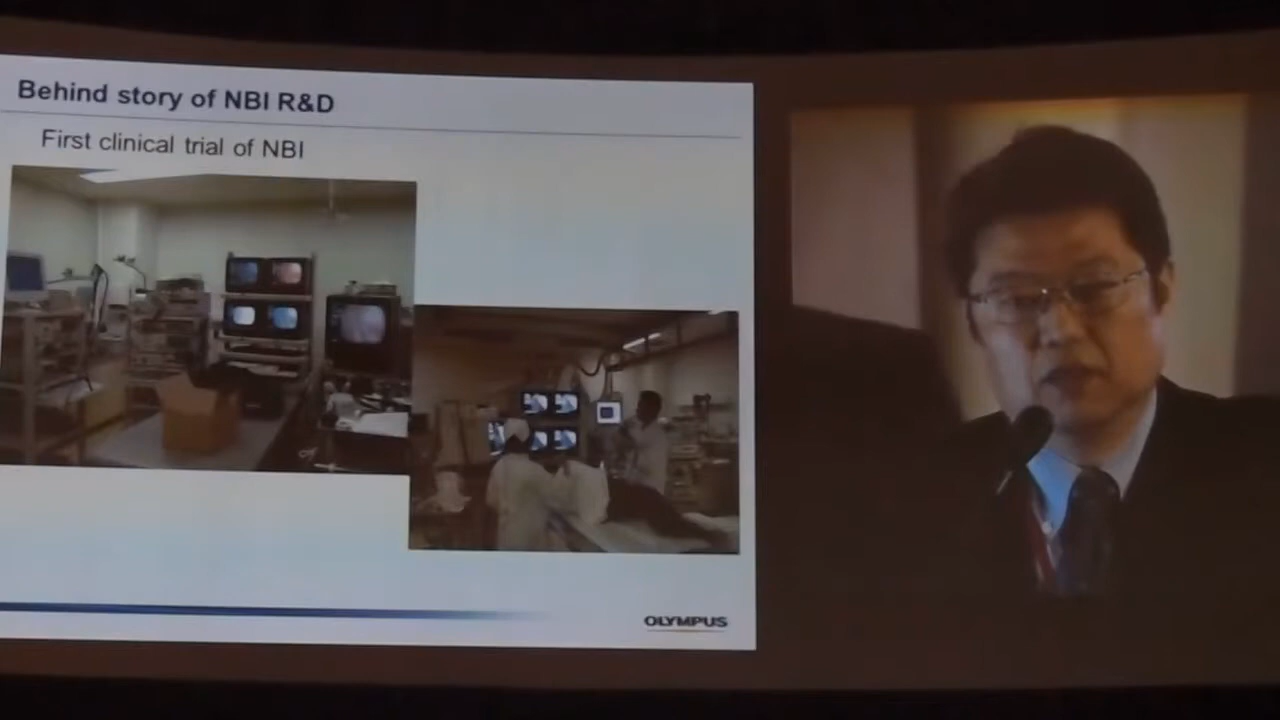 Behind story of NBI R&D
First clinical trial of NBI
OLYMPUS